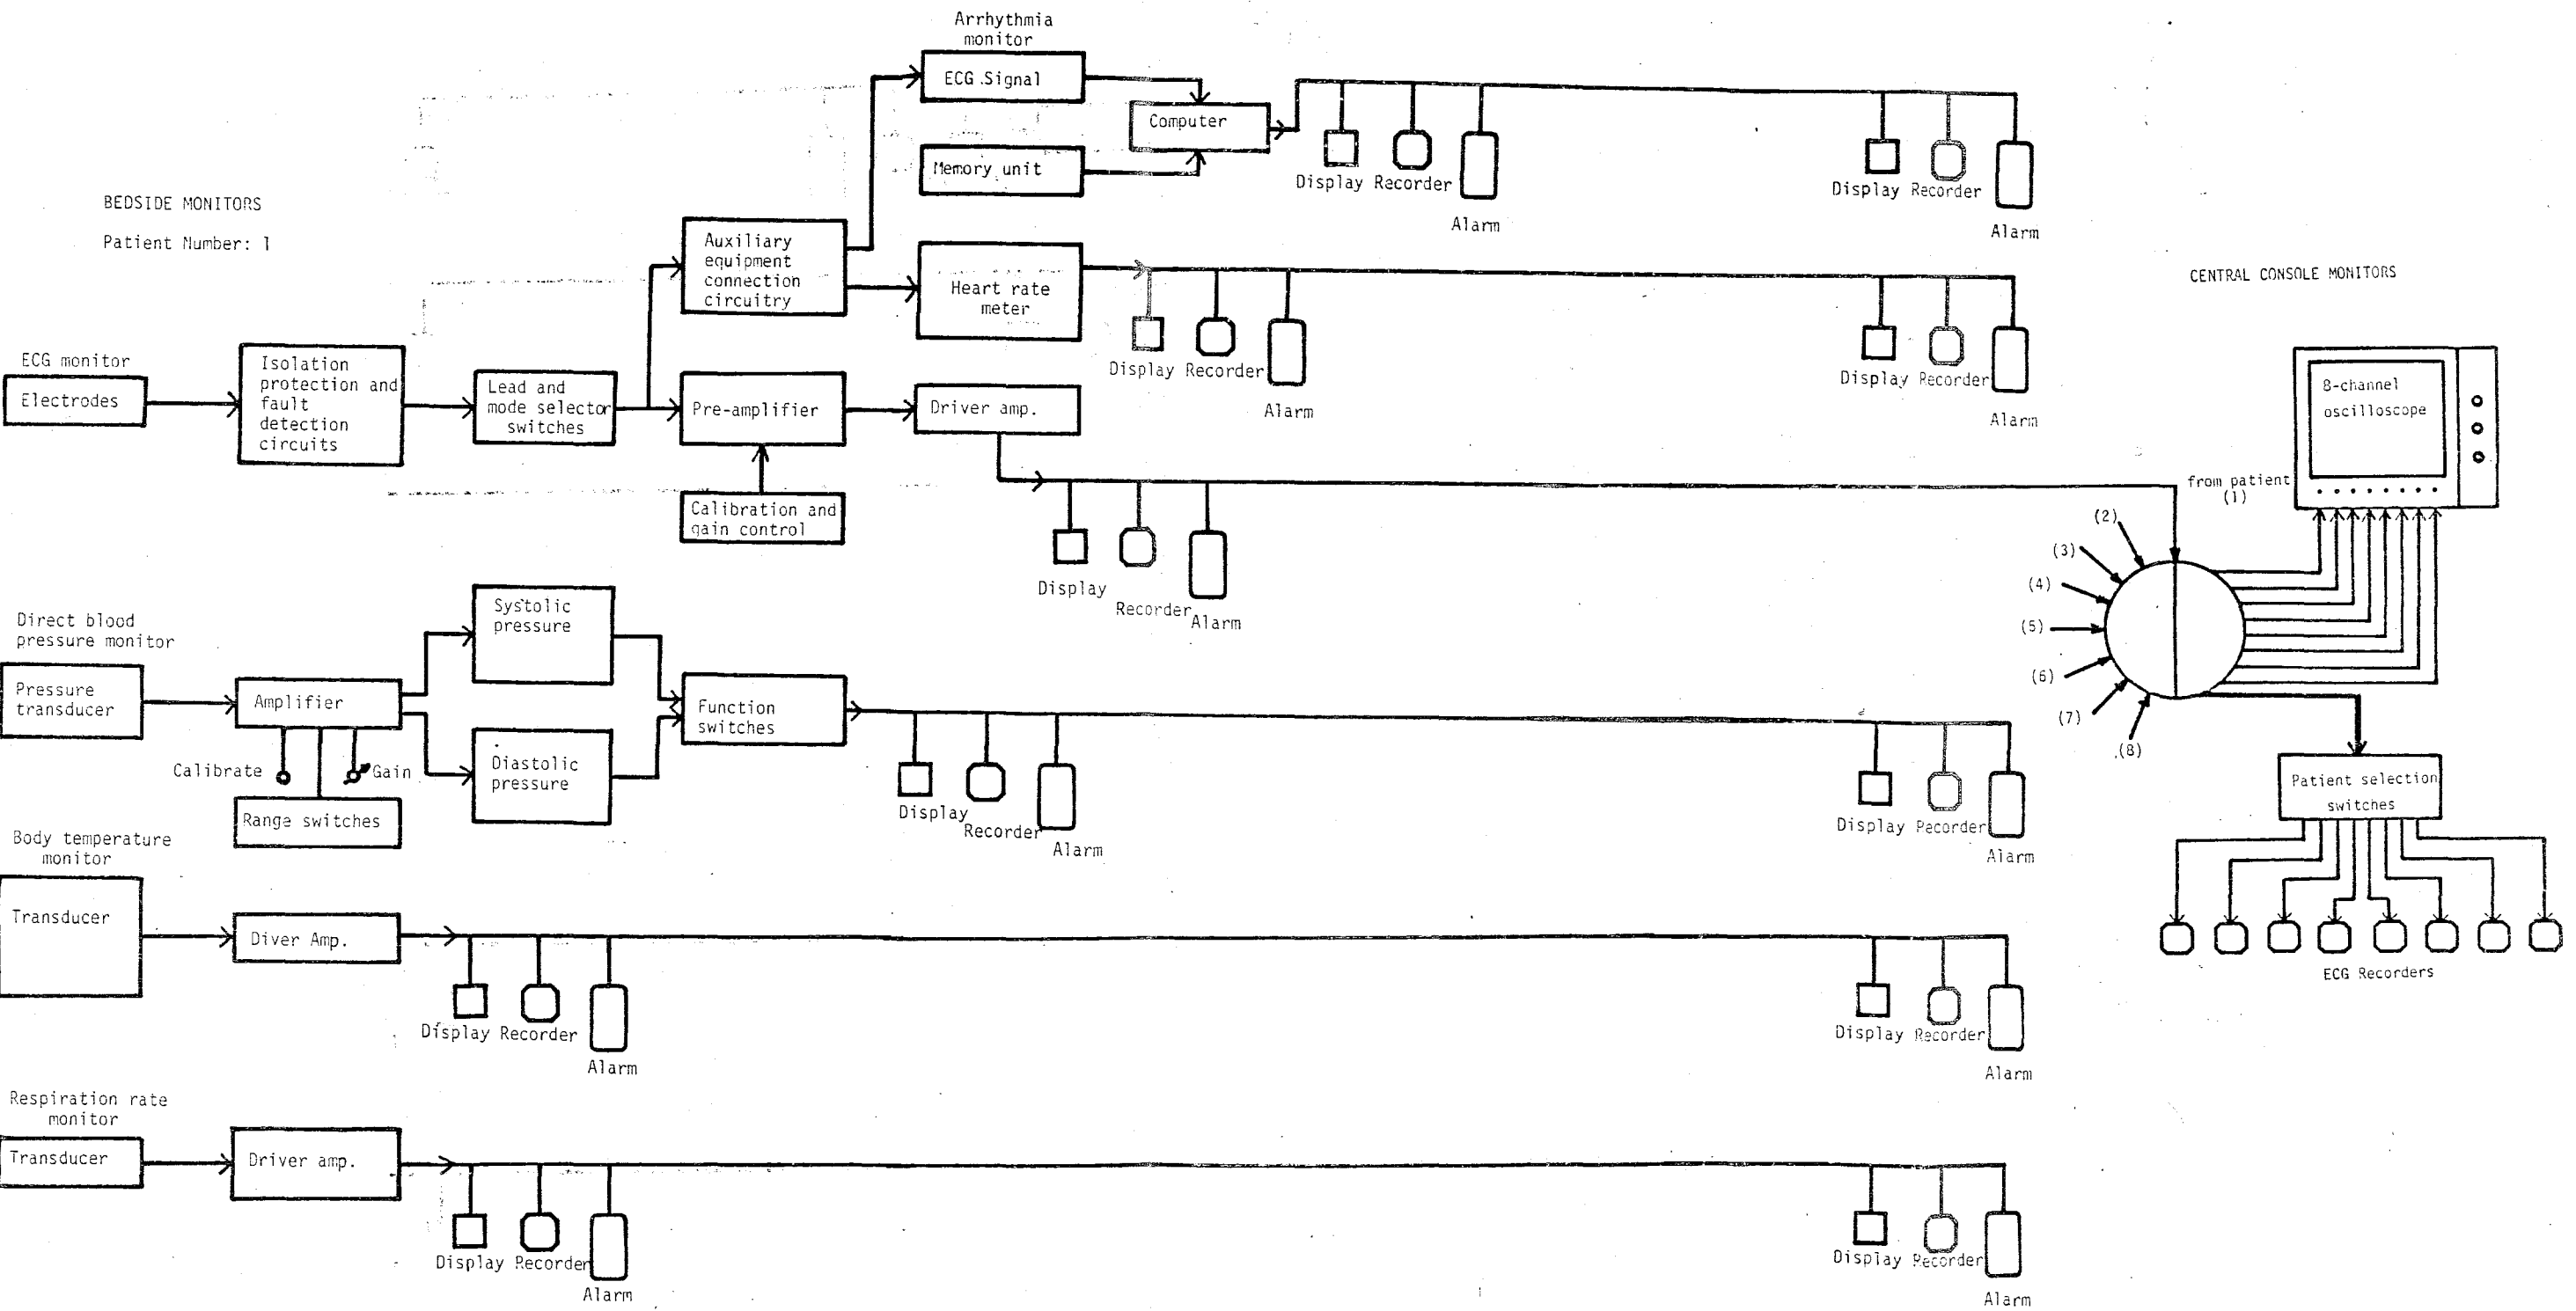 Arrhythmia
monitor
ECG Signal
Computer
Memory unit
Display Recorder
Alarm
Display Recorder
Alarm
BEDSIDE MONITORS
Patient Number: 1
Auxiliary
equipment
connection
circuitry
Heart rate
meter
Display Recorder
Alarm
Display Recorder
Alarm
CENTRAL CONSOLE MONITORS
ECG monitor
Electrodes
Isolation
protection and
fault
detection
circuits
Lead and
mode selector
switches
Pre-amplifier
Driver amp.
Calibration and
gain control
Display
Recorder
Alarm
8-channel
oscilloscope
from patient
(1)
(2)
(3)
(4)
(5)
(6)
(7)
(8)
Direct blood
pressure monitor
Pressure
transducer
Amplifier
Calibrate
Gain
Range switches
Systolic
pressure
Diastolic
pressure
Function
switches
Display
Recorder
Alarm
Display Recorder
Alarm
Patient selection
switches
ECG Recorders
Body temperature
monitor
Transducer
Diver Amp.
Display Recorder
Alarm
Display Recorder
Alarm
Respiration rate
monitor
Transducer
Driver amp.
Display Recorder
Alarm
Display Recorder
Alarm